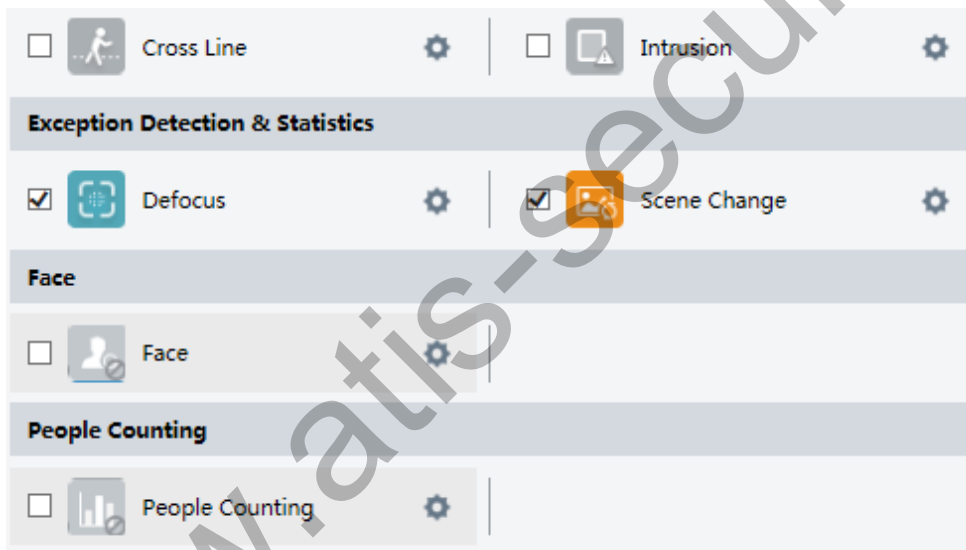 Cross Line
Intrusion
Exception Detection & Statistics
Defocus
Scene Change
Face
Face
People Counting
People Counting
w.atis-secu